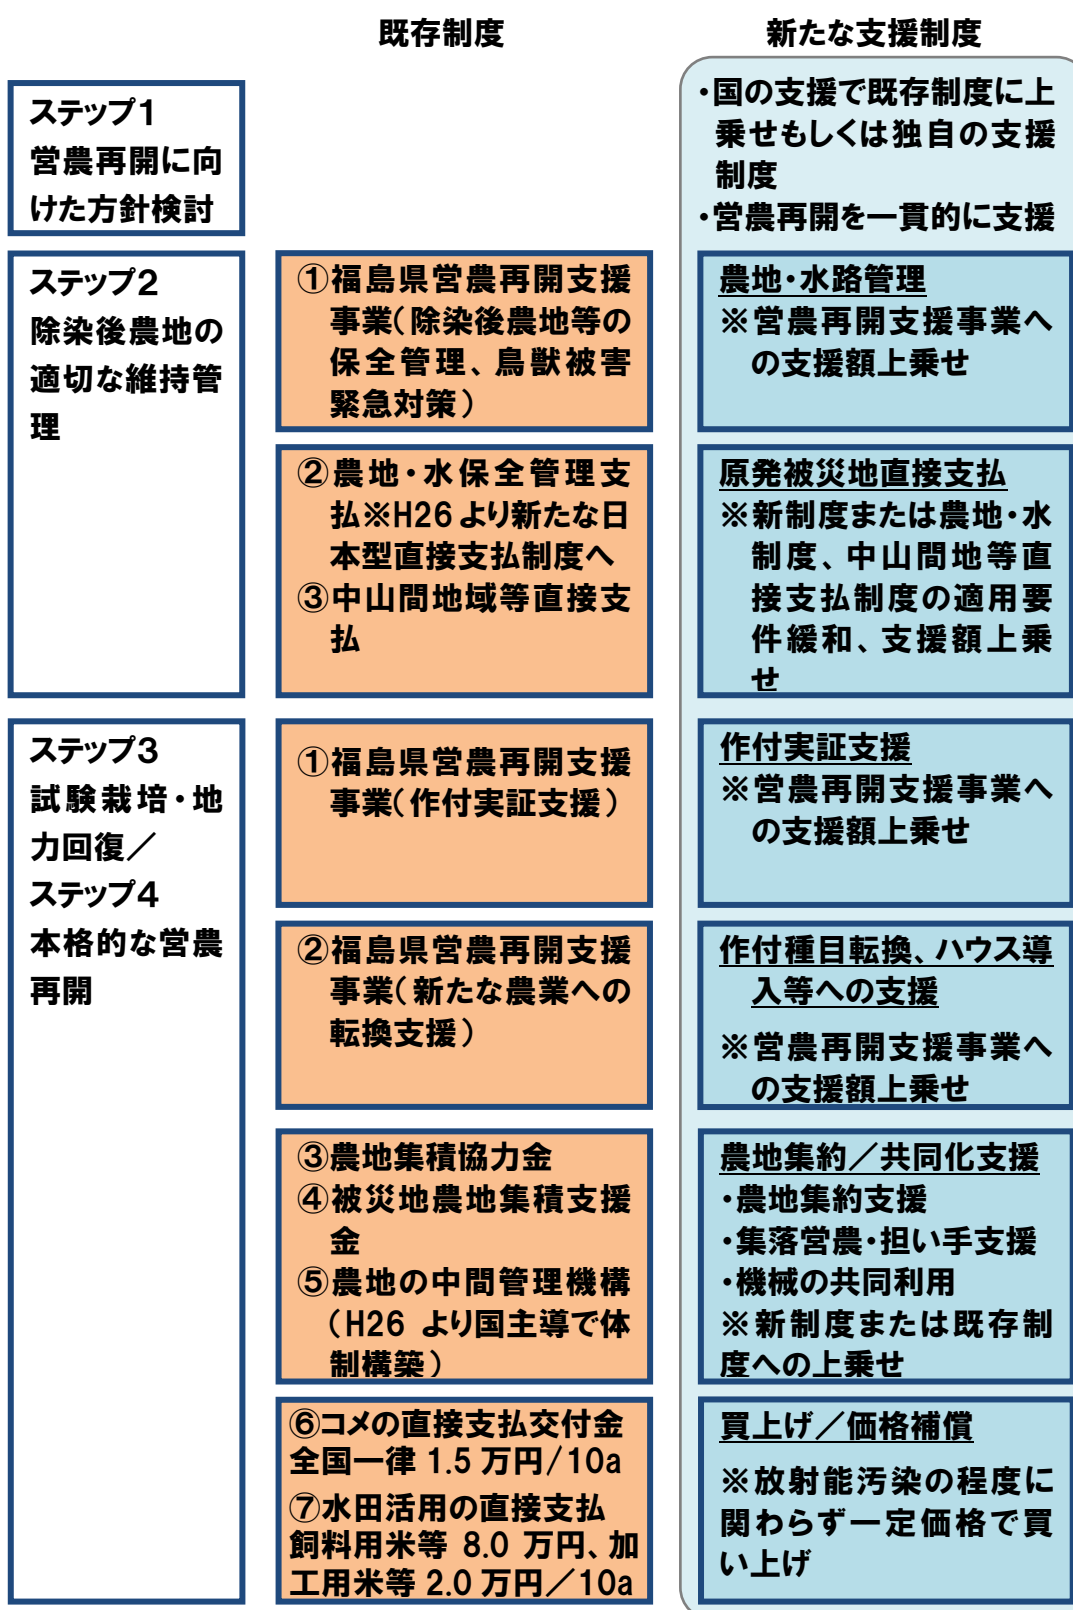 既存制度
新たな支援制度
ステップ1
営農再開に向
けた方針検討
・国の支援で既存制度に上
乗せもしくは独自の支援
制度
・営農再開を一貫的に支援
ステップ2
除染後農地の
適切な維持管
理
①福島県営農再開支援
事業(除染後農地等の
保全管理、鳥獣被害
緊急対策)
農地・水路管理
※営農再開支援事業へ
の支援額上乗せ
②農地・水保全管理支
払※H26より新たな日
本型直接支払制度へ
③中山間地域等直接支
払
原発被災地直接支払
※新制度または農地・水
制度、中山間地等直
接支払制度の適用要
件緩和、支援額上乗
せ
ステップ3
試験栽培・地
力回復/
ステップ4
本格的な営農
再開
①福島県営農再開支援
事業(作付実証支援)
作付実証支援
※営農再開支援事業へ
の支援額上乗せ
②福島県営農再開支援
事業(新たな農業への
転換支援)
作付種目転換、ハウス導
入等への支援
※営農再開支援事業へ
の支援額上乗せ
③農地集積協力金
④被災地農地集積支援
金
⑤農地の中間管理機構
(H26 より国主導で体
制構築)
農地集約/共同化支援
・農地集約支援
・集落営農・担い手支援
・機械の共同利用
※新制度または既存制
度への上乗せ
⑥コメの直接支払交付金
全国一律 1.5 万円/10a
⑦水田活用の直接支払
飼料用米等 8.0 万円、加
工用米等 2.0 万円/10a
買上げ/価格補償
※放射能汚染の程度に
関わらず一定価格で買
い上げ